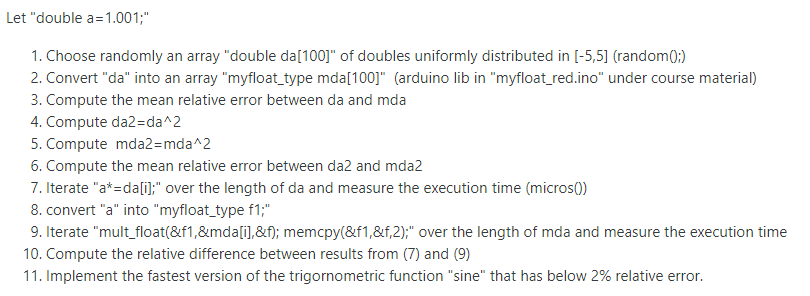 Let "double a=1.001;"
1. Choose randomly an array "double da[100]" of doubles uniformly distributed in [-5,5] (random();)
2. Convert "da" into an array "myfloat_type mda[100]" (arduino lib in "myfloat_red.ino" under course material)
3. Compute the mean relative error between da and mda
4. Compute da2=da^2
5. Compute mda2=mda^2
6. Compute the mean relative error between da2 and mda2
7. Iterate "a*=da[i];" over the length of da and measure the execution time (micros())
8. convert "a" into "myfloat_type f1;"
9. Iterate "mult_float(&f1,&mda[i],&f); memcpy(&f1,&f,2);" over the length of mda and measure the execution time
10. Compute the relative difference between results from (7) and (9)
11. Implement the fastest version of the trigornometric function "sine" that has below 2% relative error.